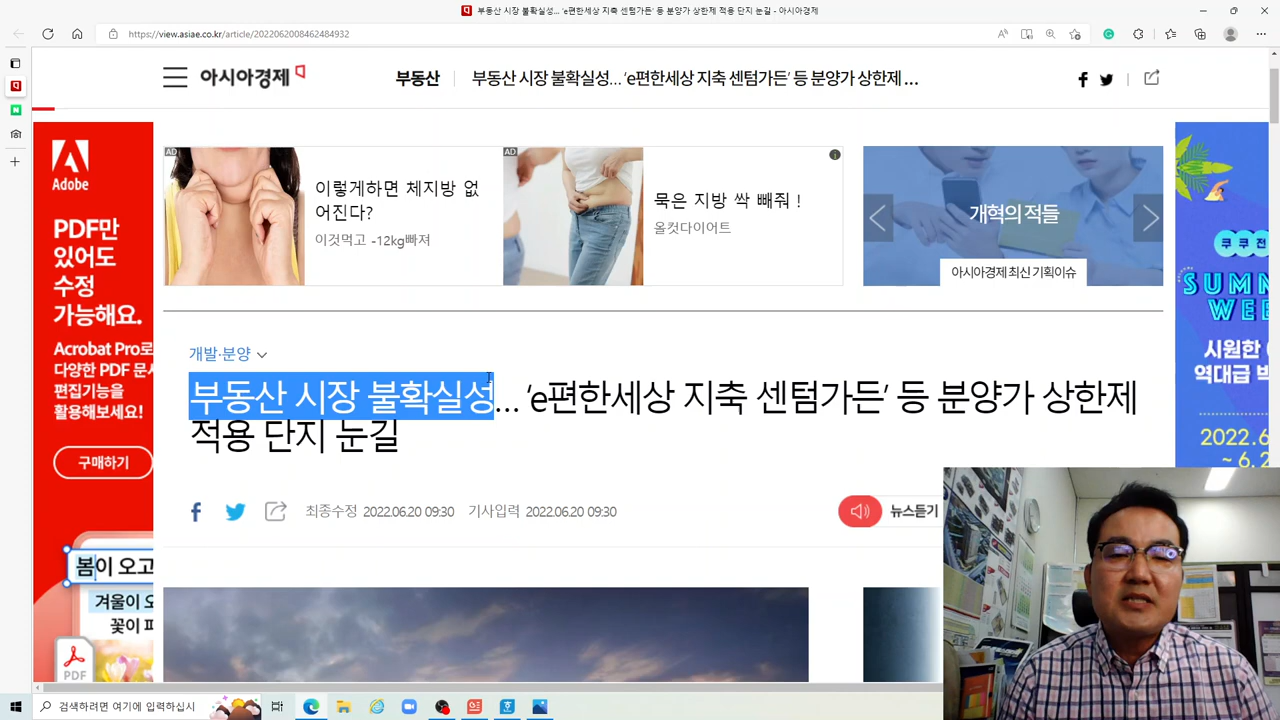 부동산 시장 불확실성... 'e편한세상 지축 센텀가든' 등 분양가 상한제 적용 단지 눈길 - 아시아경제
https://view.asiae.co.kr/article/2022062008462484932
아시아경제
부동산
부동산 시장 불확실성... 'e편한세상 지축 센텀가든' 등 분양가 상한제 ...
Adobe
PDF만
있어도
수정
가능해요.
Acrobat Pro로
다양한 PDF 문
편집기능을
활용해보세요!
구매하기
봄이 오고
겨울이 오
꽃이 피
PDF
AD
이렇게하면 체지방 없
어진다?
이것먹고 -12kg빠져
AD
묵은 지방 싹 빼줘 !
올컷다이어트
개혁의 적들
아시아경제 최신 기획이슈
쿠쿠 전
SUMM
WEE
시원한
역대급
2022.6
~ 6.2
개발·분양
부동산 시장 불확실성... 'e편한세상 지축 센텀가든' 등 분양가 상한제
적용 단지 눈길
최종수정 2022.06.20 09:30 기사입력 2022.06.20 09:30
뉴스듣기
검색하려면 여기에 입력하십시